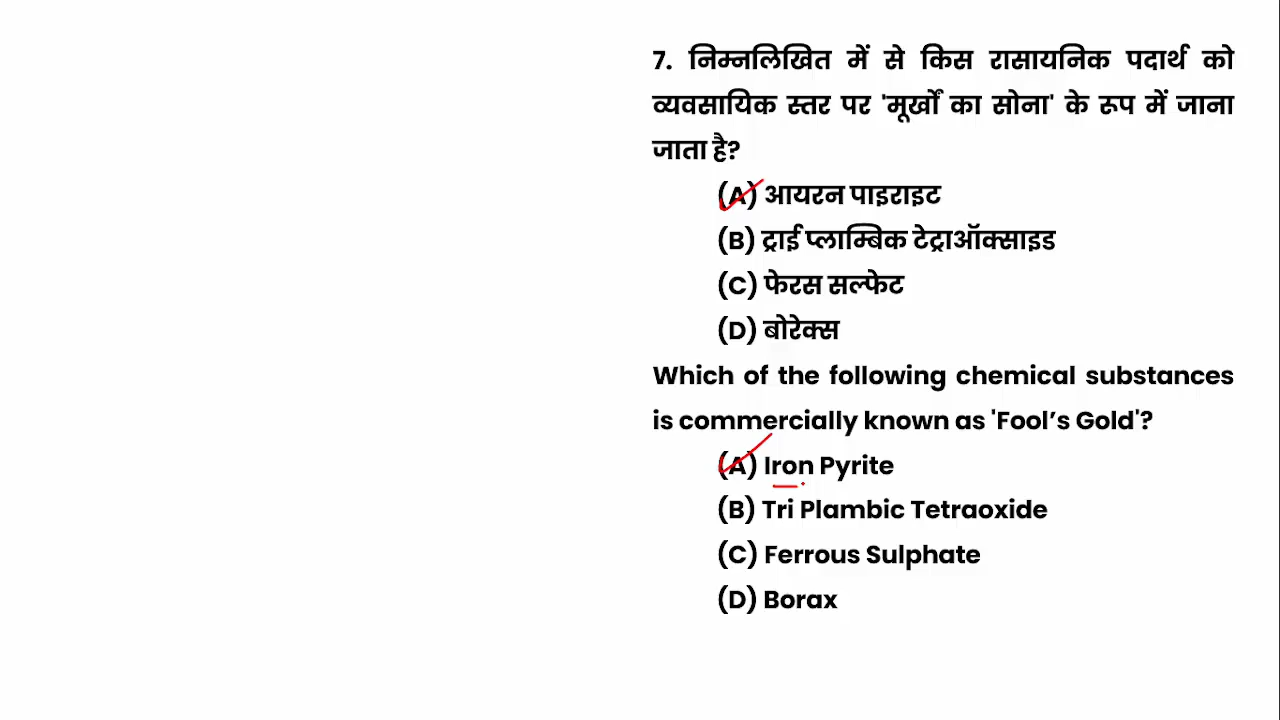 7. निम्नलिखित में से किस रासायनिक पदार्थ को
व्यवसायिक स्तर पर 'मूर्खों का सोना' के रूप में जाना
जाता है?
(A) आयरन पाइराइट
(B) ट्राई प्लाम्बिक टेट्राऑक्साइड
(C) फेरस सल्फेट
(D) बोरेक्स
Which of the following chemical substances
is commercially known as 'Fool’s Gold'?
(A) Iron Pyrite
(B) Tri Plambic Tetraoxide
(C) Ferrous Sulphate
(D) Borax